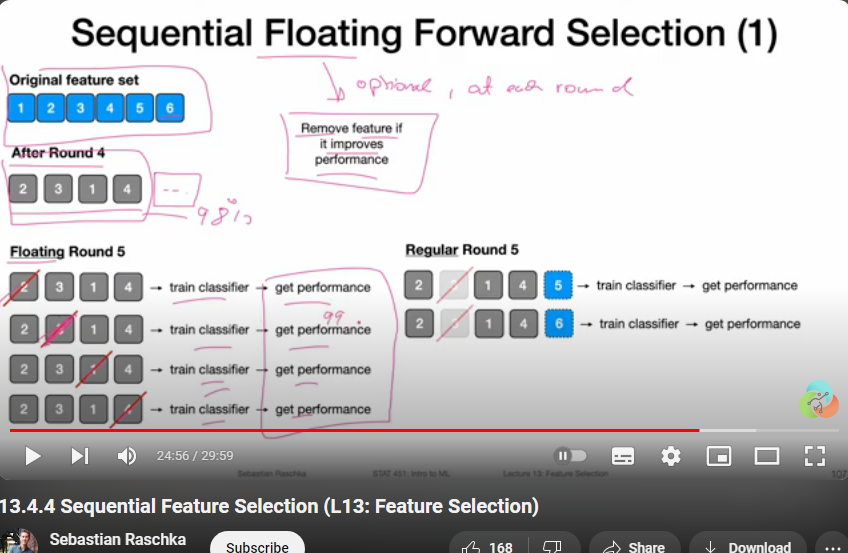 Sequential Floating Forward Selection (1)
Original feature set
1 2 3 4 5 6
optional, at each round
Remove feature if
it improves
performance
After Round 4
2 3 1 4
98%
Floating Round 5
3 1 4 → train classifier → get performance
99.
2 1 4 → train classifier → get performance
2 3 4 → train classifier → get performance
2 3 1 → train classifier → get performance
Regular Round 5
2 1 4 5 → train classifier → get performance
2 1 4 6 → train classifier → get performance
24:56 / 29:59
Sebastian Raschka STAT 451: Intro to ML Lecture 13: Feature Selection 107
13.4.4 Sequential Feature Selection (L13: Feature Selection)
Sebastian Raschka
Subscribe
168
Share
Download